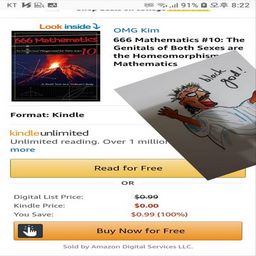 KT
91%
오후 8:22
Look inside
OMG Kim
666 Mathematics
10
666 Mathematics #10: The
Genitals of Both Sexes are
the Homeomorphism
Mathematics
black
god!
Format: Kindle
kindleunlimited
Unlimited reading. Over 1 million
more
Read for Free
OR
Digital List Price: $0.99
Kindle Price: $0.00
You Save: $0.99 (100%)
Buy Now for Free
Sold by Amazon Digital Services LLC.